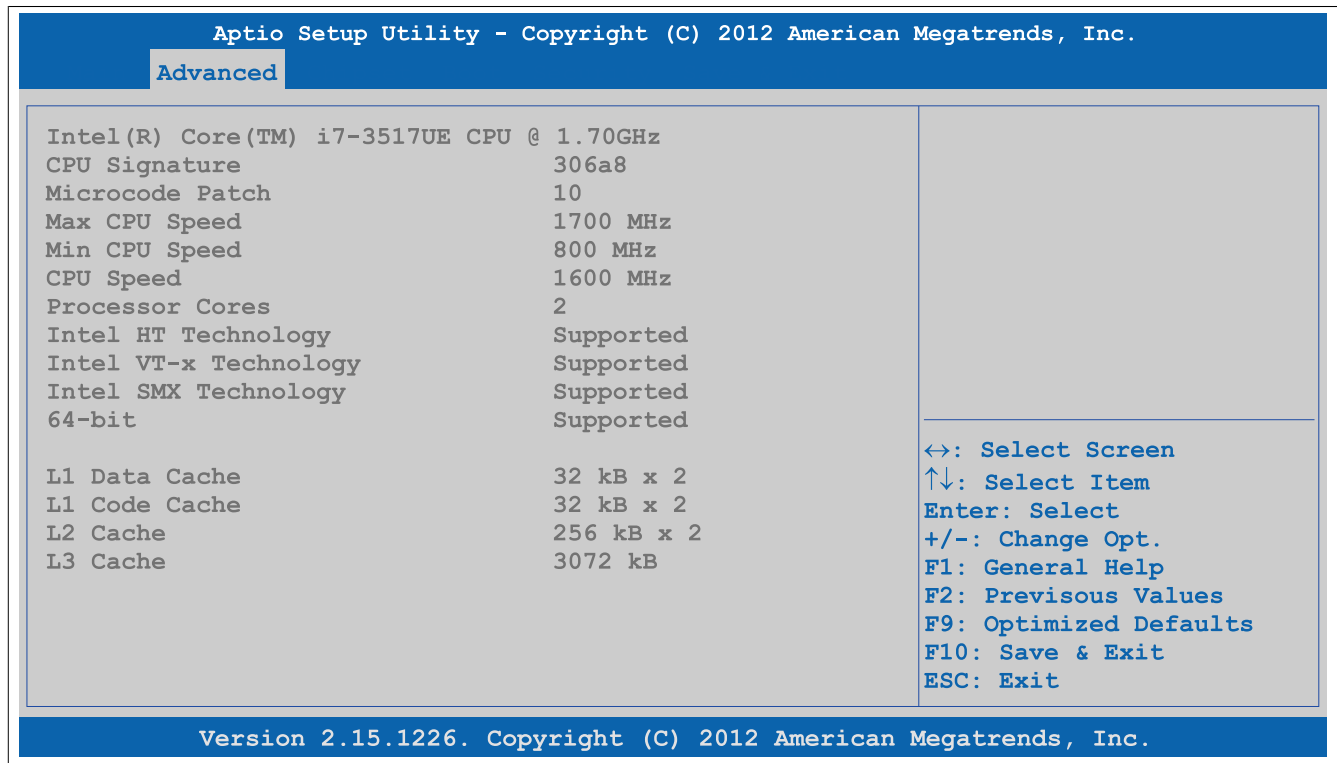 Aptio Setup Utility - Copyright (C) 2012 American Megatrends, Inc.
Advanced
Intel(R) Core(TM) i7-3517UE CPU @ 1.70GHz
CPU Signature 306a8
Microcode Patch 10
Max CPU Speed 1700 MHz
Min CPU Speed 800 MHz
CPU Speed 1600 MHz
Processor Cores 2
Intel HT Technology Supported
Intel VT-x Technology Supported
Intel SMX Technology Supported
64-bit Supported
L1 Data Cache 32 kB x 2
L1 Code Cache 32 kB x 2
L2 Cache 256 kB x 2
L3 Cache 3072 kB
↔: Select Screen
↑↓: Select Item
Enter: Select
+/-: Change Opt.
F1: General Help
F2: Previsous Values
F9: Optimized Defaults
F10: Save & Exit
ESC: Exit
Version 2.15.1226. Copyright (C) 2012 American Megatrends, Inc.